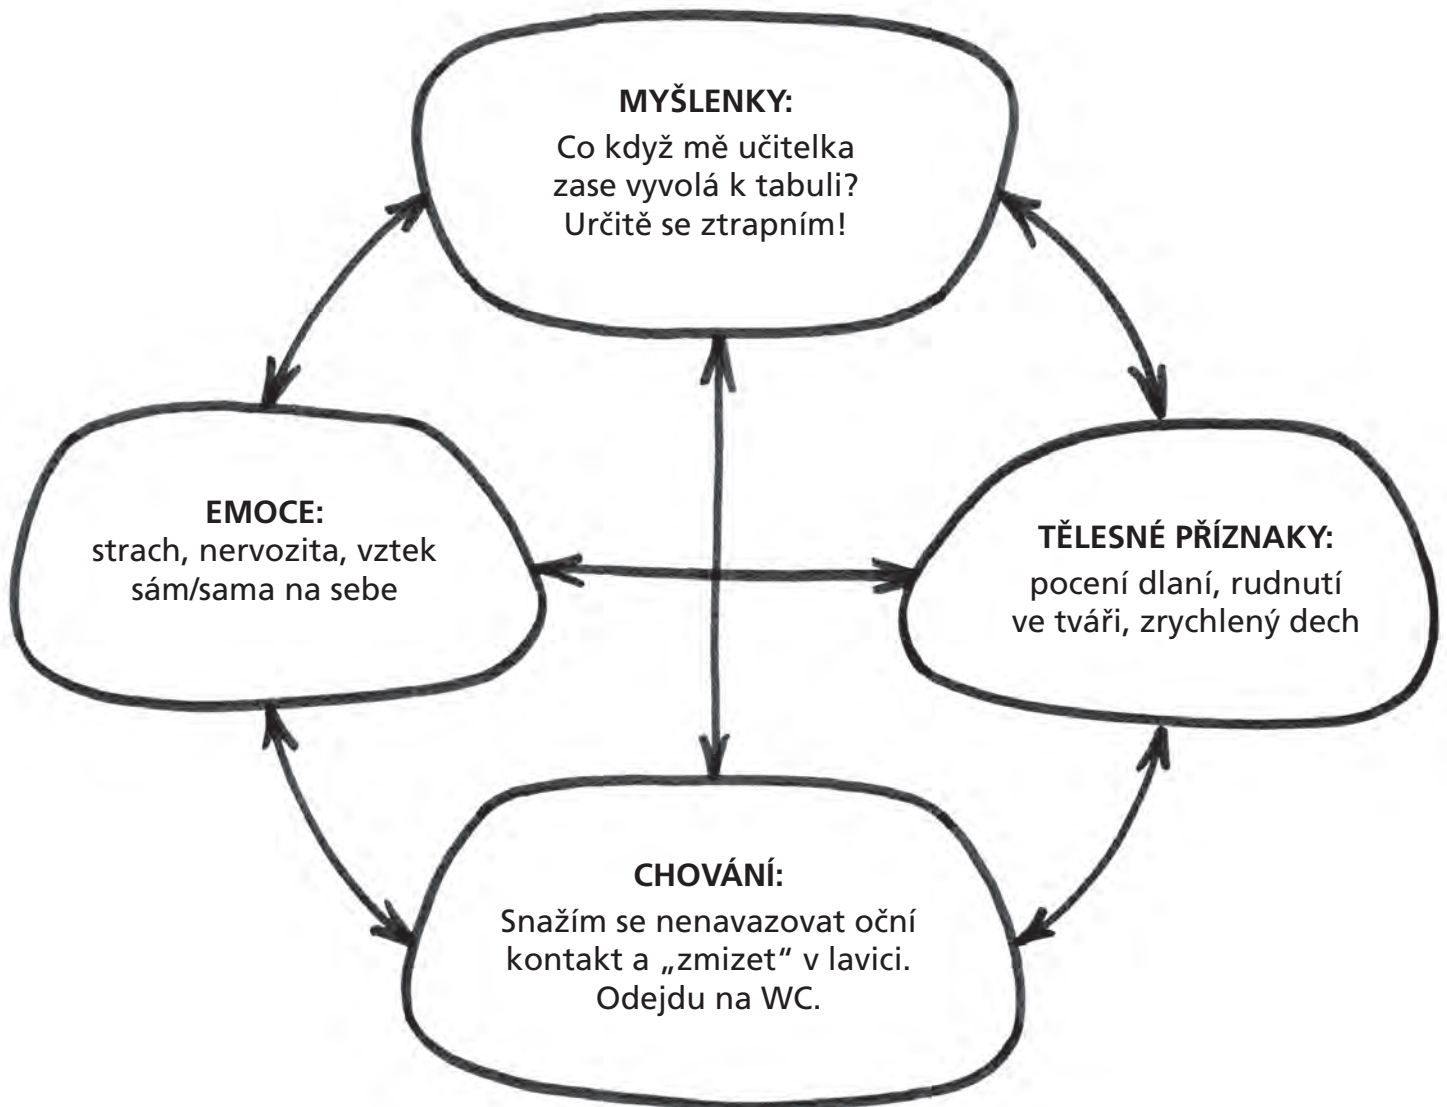 MYŠLENKY:
Co když mě učitelka
zase vyvolá k tabuli?
Určitě se ztrapním!
EMOCE:
strach, nervozita, vztek
sám/sama na sebe
TĚLESNÉ PŘÍZNAKY:
pocení dlaní, rudnutí
ve tváři, zrychlený dech
CHOVÁNÍ:
Snažím se nenavazovat oční
kontakt a „zmizet“ v lavici.
Odejdu na WC.